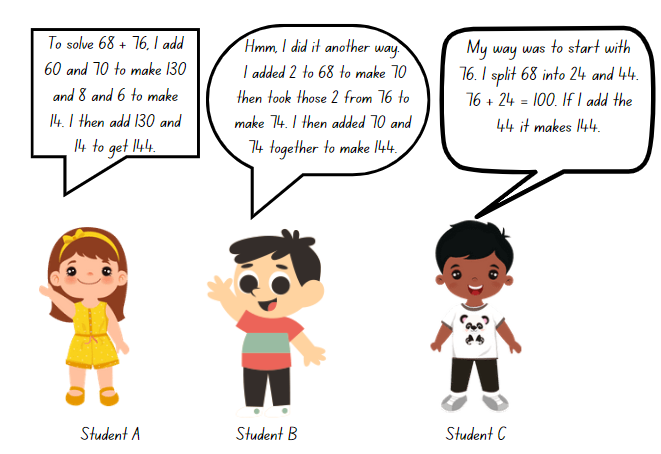 To solve 68 + 76, I add
60 and 70 to make 130
and 8 and 6 to make
14. I then add 130 and
14 to get 144.
Hmm, I did it another way.
I added 2 to 68 to make 70
then took those 2 from 76 to
make 74. I then added 70 and
74 together to make 144.
My way was to start with
76. I split 68 into 24 and 44.
76 + 24 = 100. If I add the
44 it makes 144.
Student A
Student B
Student C